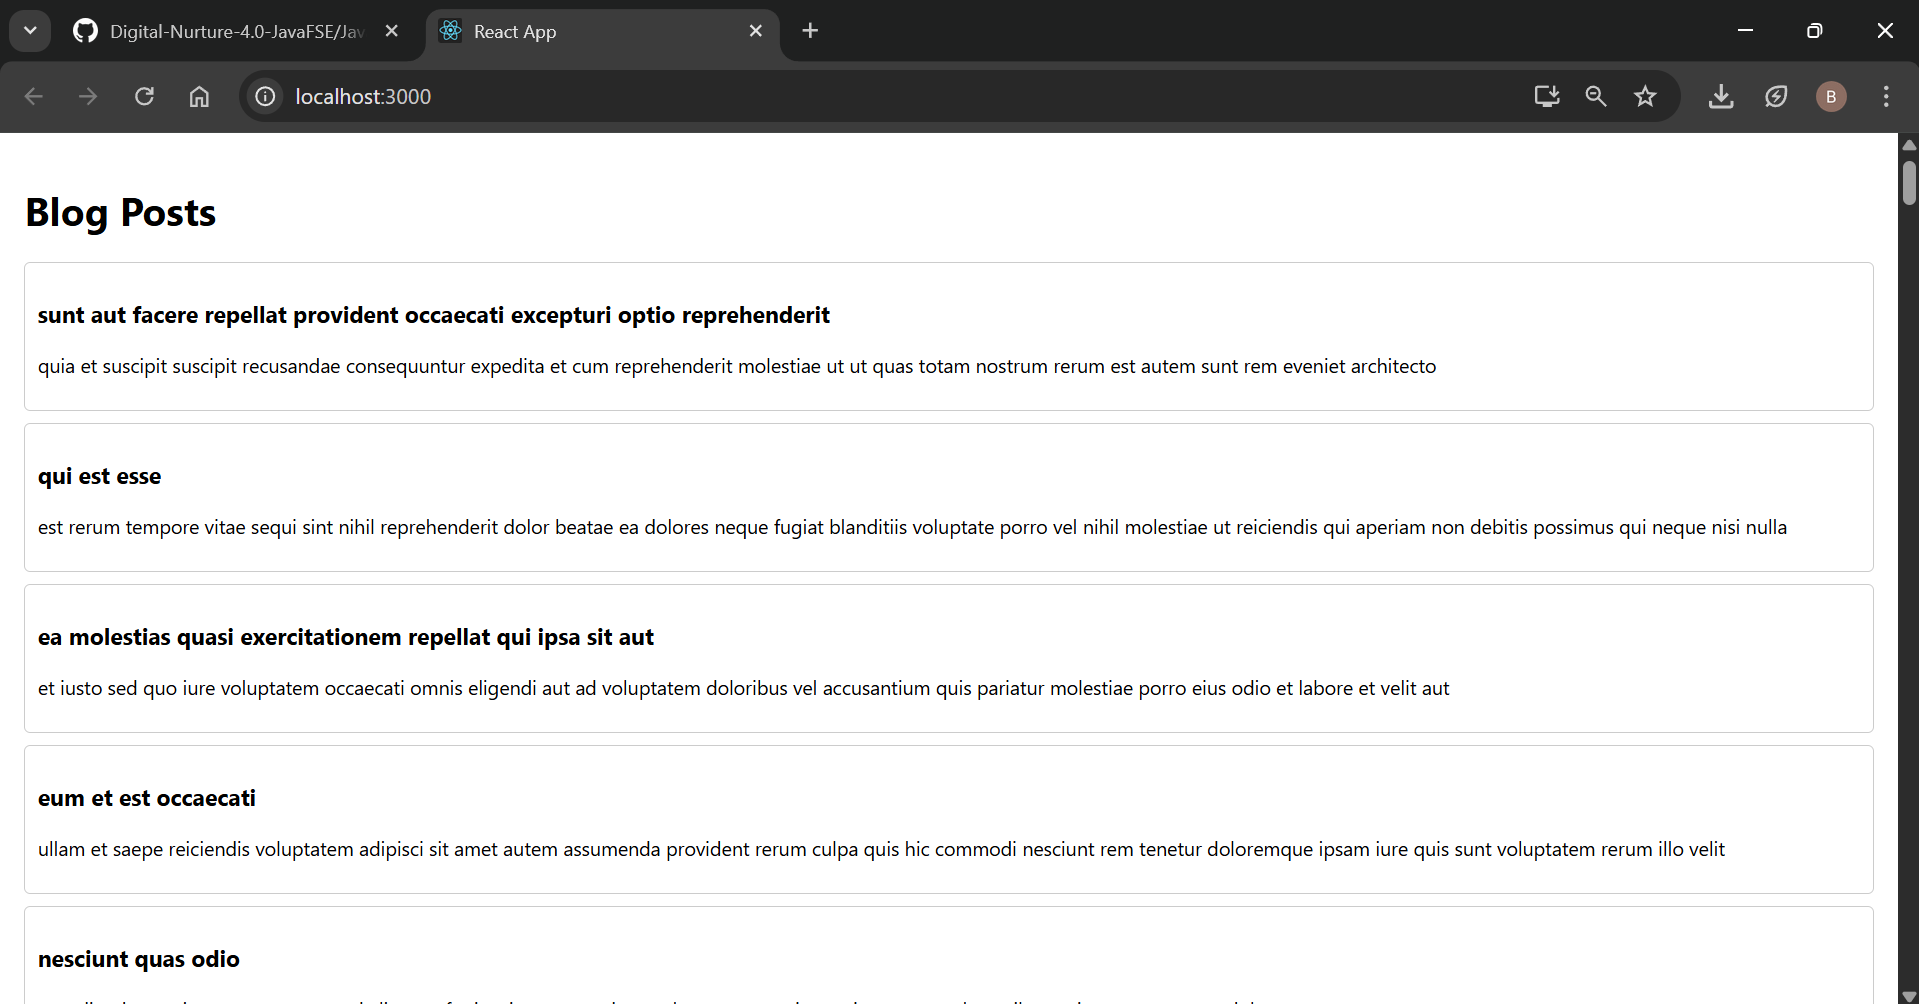 Digital-Nurture-4.0-JavaFSE/Jav
React App
localhost:3000
B
Blog Posts
sunt aut facere repellat provident occaecati excepturi optio reprehenderit
quia et suscipit suscipit recusandae consequuntur expedita et cum reprehenderit molestiae ut ut quas totam nostrum rerum est autem sunt rem eveniet architecto
qui est esse
est rerum tempore vitae sequi sint nihil reprehenderit dolor beatae ea dolores neque fugiat blanditiis voluptate porro vel nihil molestiae ut reiciendis qui aperiam non debitis possimus qui neque nisi nulla
ea molestias quasi exercitationem repellat qui ipsa sit aut
et iusto sed quo iure voluptatem occaecati omnis eligendi aut ad voluptatem doloribus vel accusantium quis pariatur molestiae porro eius odio et labore et velit aut
eum et est occaecati
ullam et saepe reiciendis voluptatem adipisci sit amet autem assumenda provident rerum culpa quis hic commodi nesciunt rem tenetur doloremque ipsam iure quis sunt voluptatem rerum illo velit
nesciunt quas odio